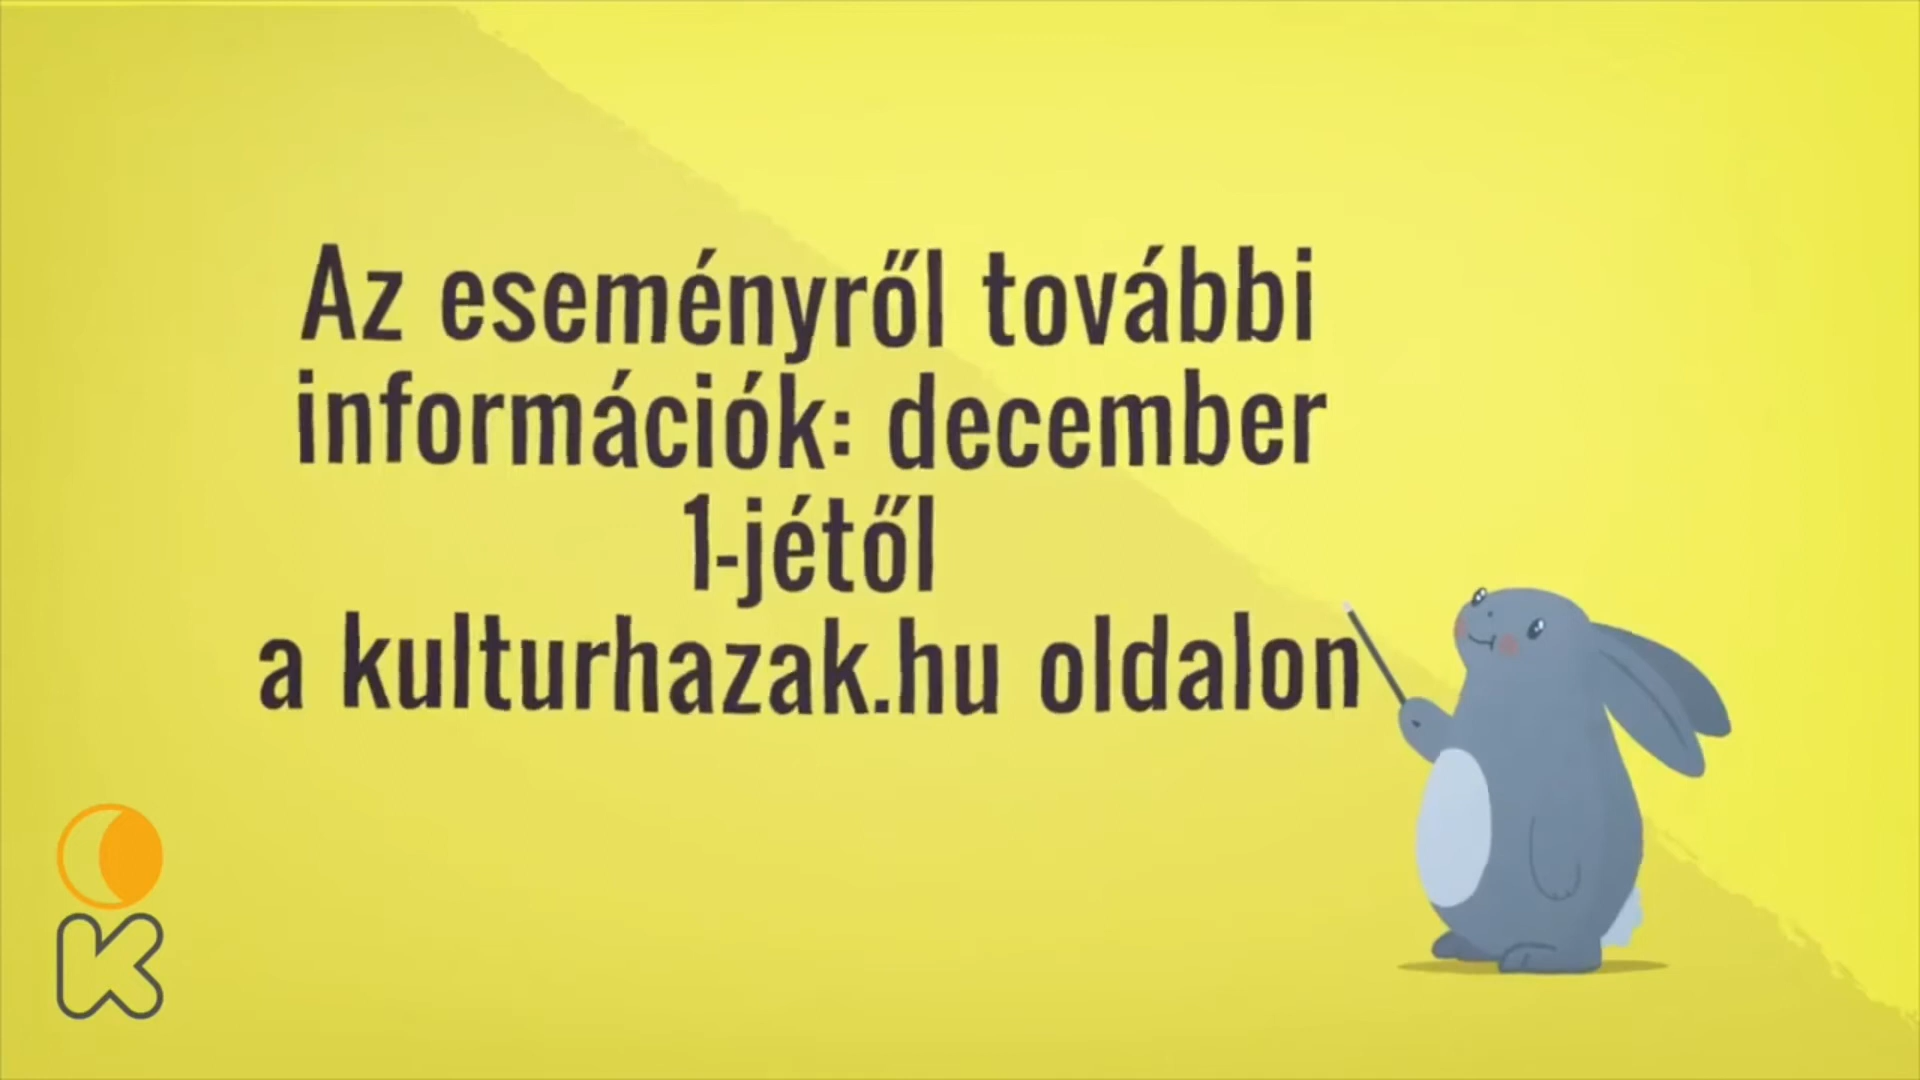 Az eseményről további
információk: december
1-jétől
a kulturhazak.hu oldalon
K